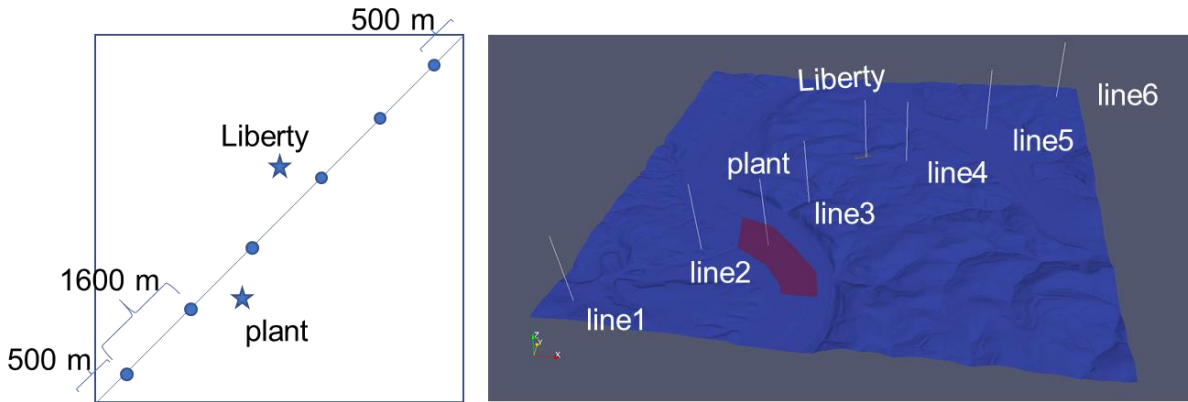 500 m
Liberty
1600 m
plant
500 m
Liberty
line6
line5
plant
line4
line3
line2
line1
z
Y
x